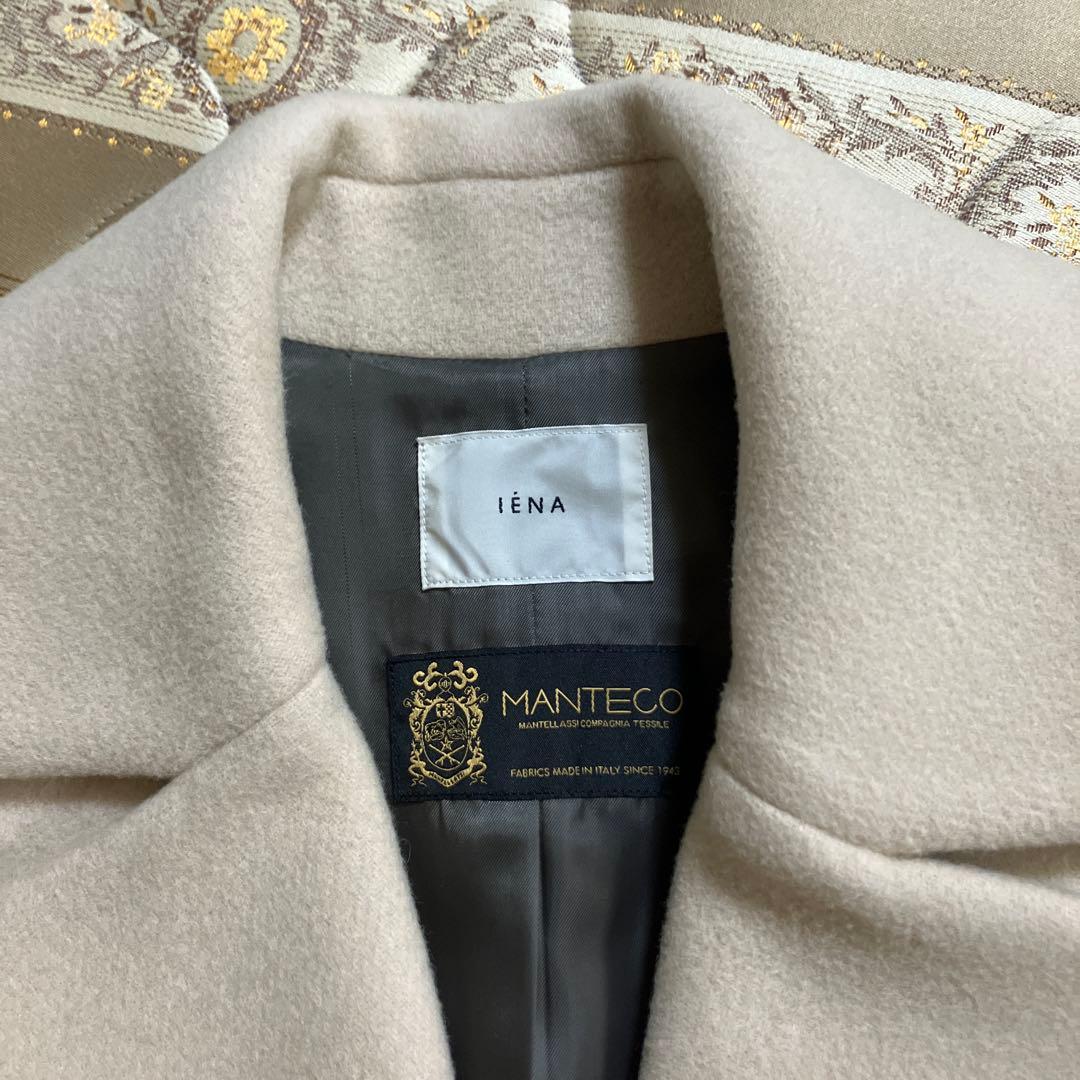 IÉNA
MANTECO
MANTELLASSI COMPAGNIA TESSILE
FABRICS MADE IN ITALY SINCE 1943